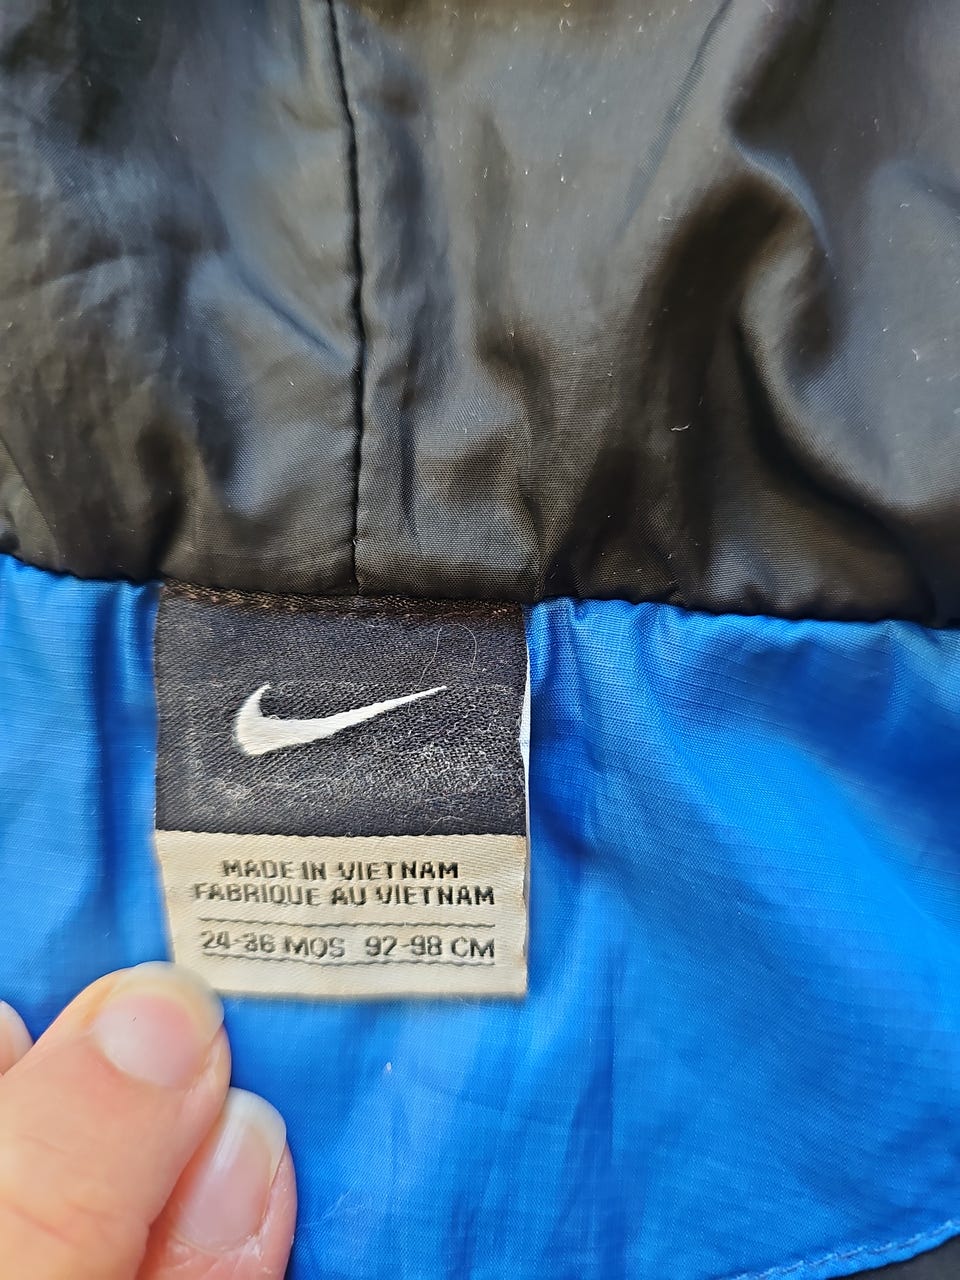 MADE IN VIETNAM
FABRIQUE AU VIETNAM
24-36 MOS 92-98 CM